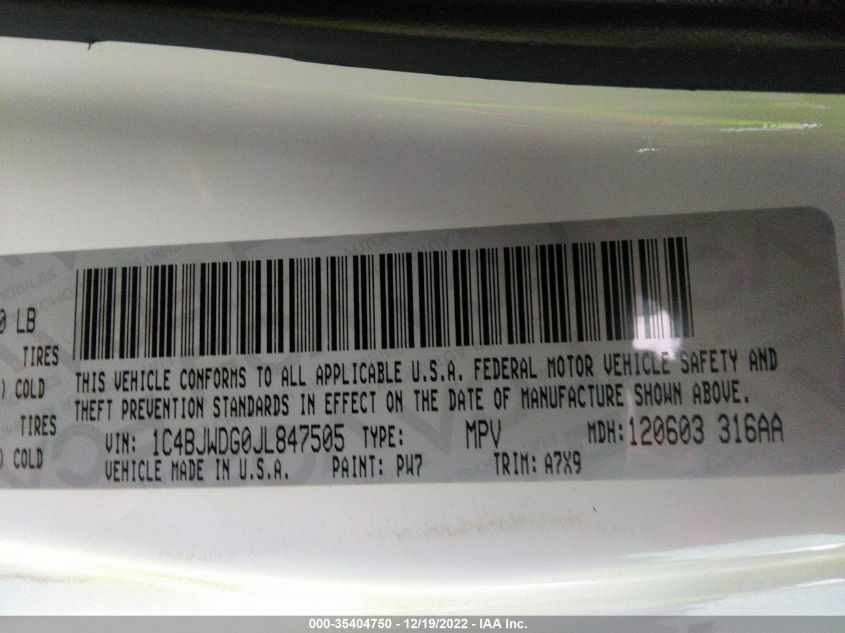 0 LB
TIRES
) COLD
TIRES
) COLD
THIS VEHICLE CONFORMS TO ALL APPLICABLE U.S.A. FEDERAL MOTOR VEHICLE SAFETY AND
THEFT PREVENTION STANDARDS IN EFFECT ON THE DATE OF MANUFACTURE SHOWN ABOVE.
VIN: 1C4BJWDG0JL847505 TYPE: MPV MDH: 120603 316AA
VEHICLE MADE IN U.S.A. PAINT: PW7 TRIM: A7X9
000-35404750 - 12/19/2022 - IAA Inc.